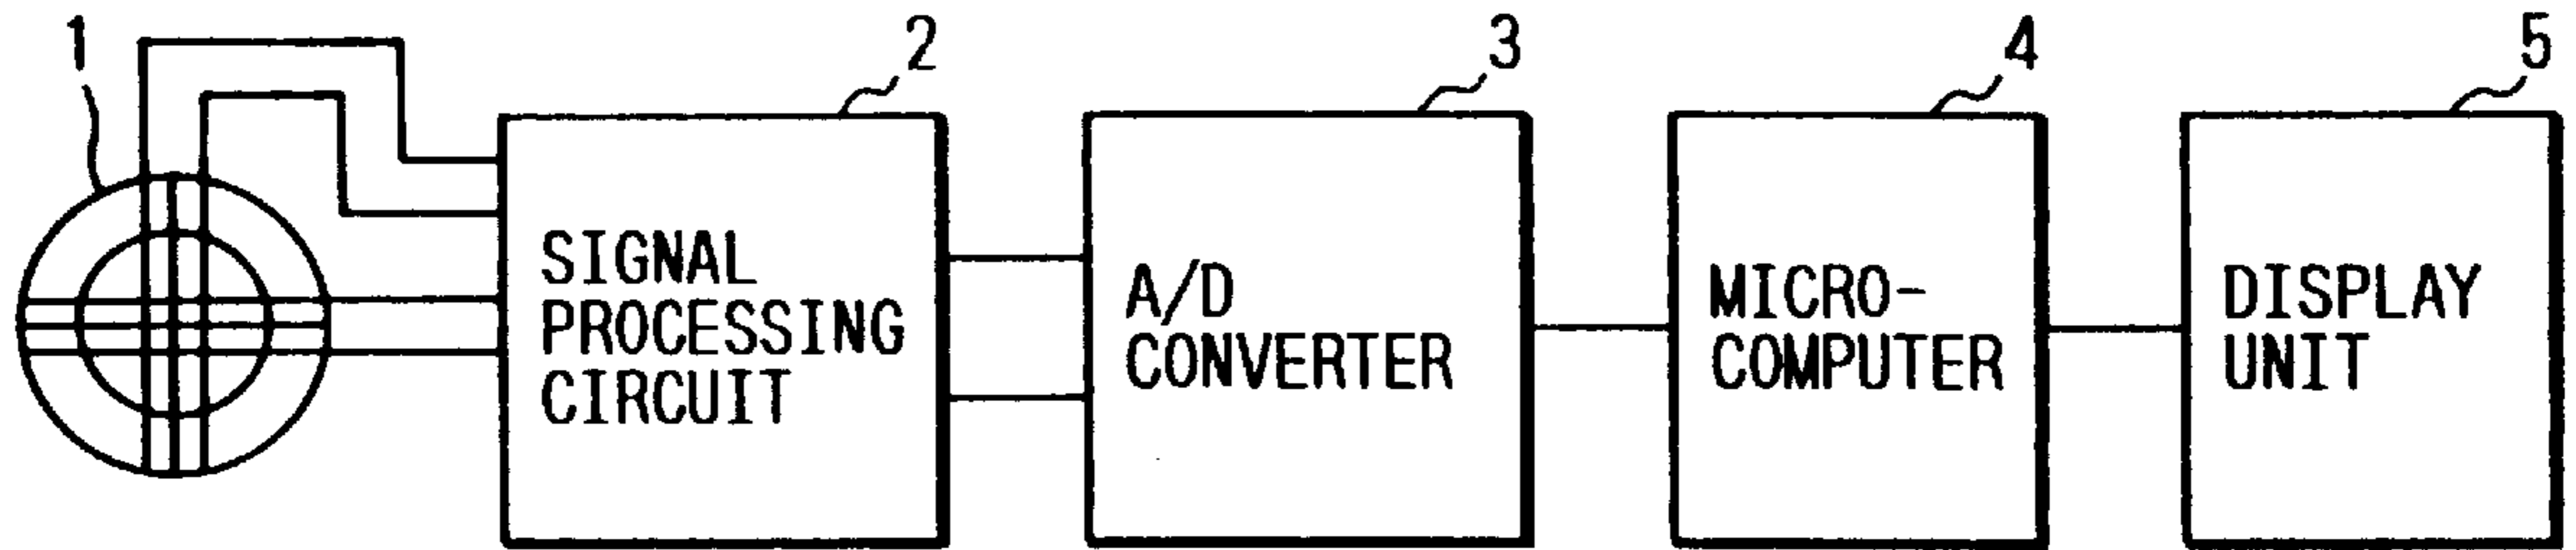 1
2
3
4
5
SIGNAL
PROCESSING
CIRCUIT
A/D
CONVERTER
MICRO-
COMPUTER
DISPLAY
UNIT